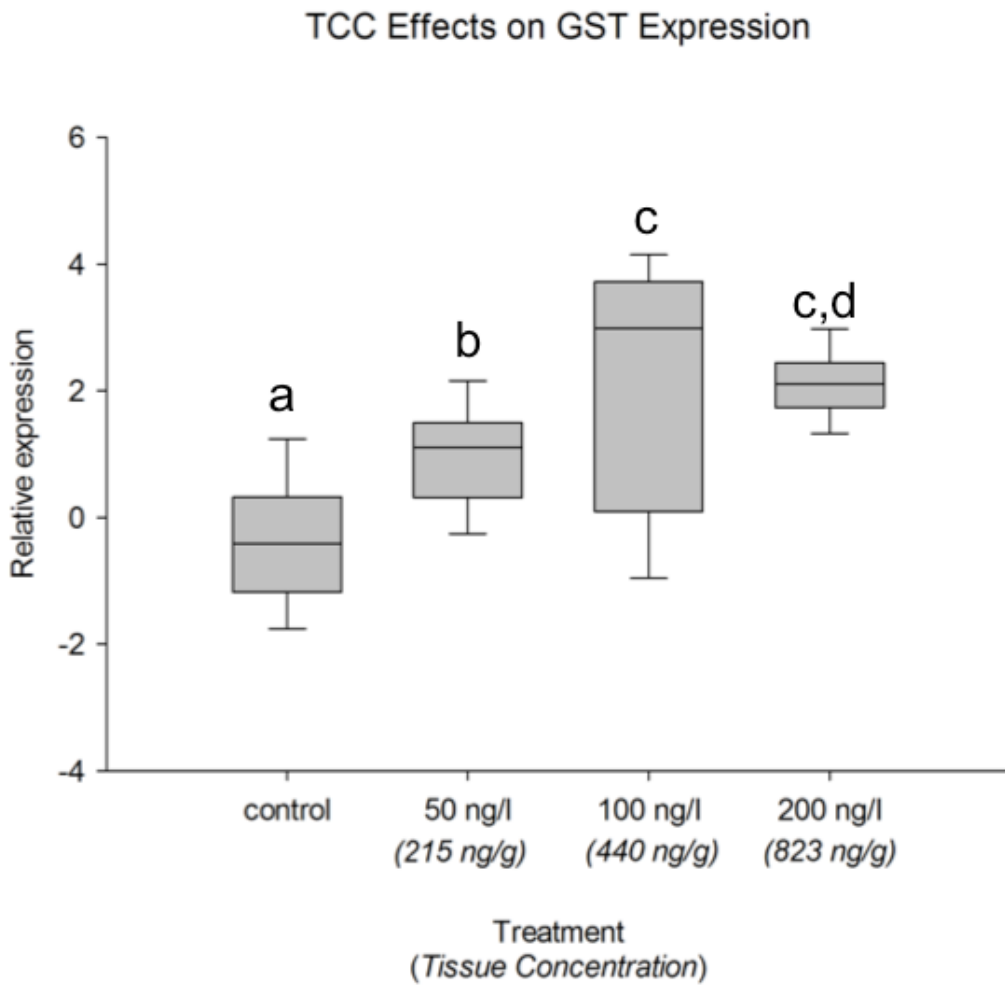 TCC Effects on GST Expression
6
4
2
0
-2
-4
Relative expression
a
b
c
c,d
control
50 ng/l
100 ng/l
200 ng/l
(215 ng/g)
(440 ng/g)
(823 ng/g)
Treatment
(Tissue Concentration)